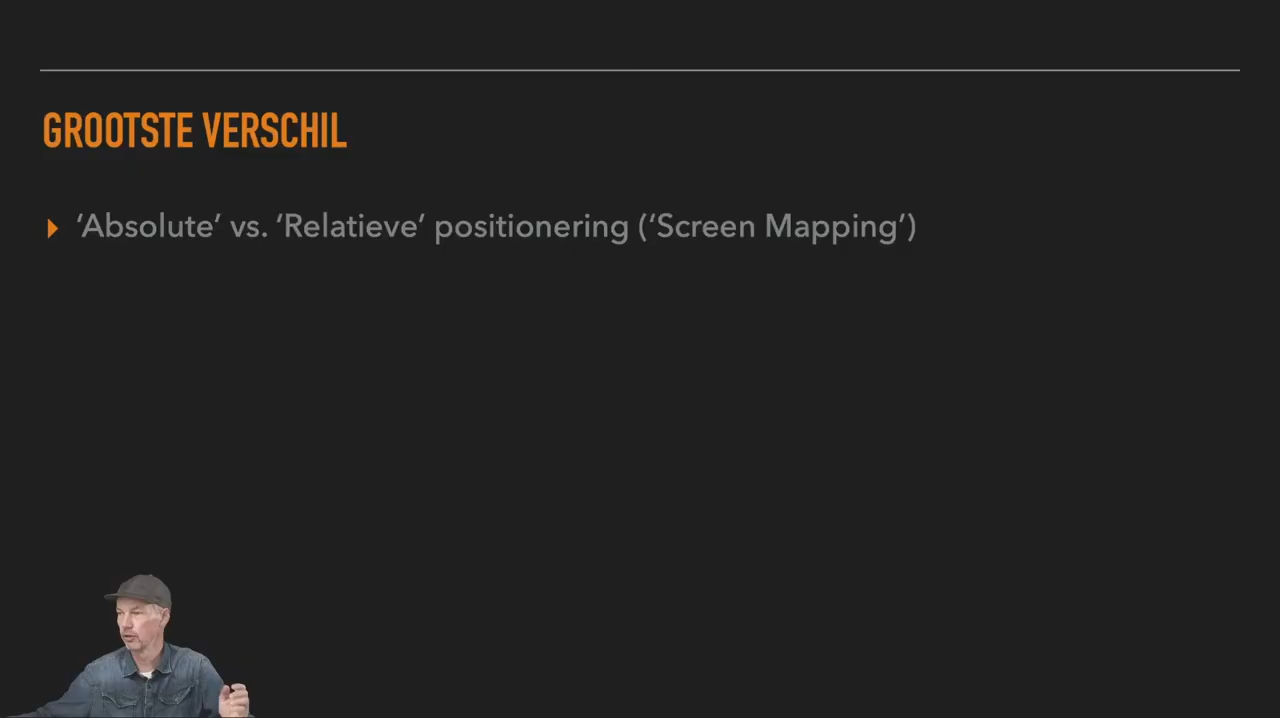 GROOTSTE VERSCHIL
‘Absolute’ vs. ‘Relatieve’ positionering (‘Screen Mapping’)